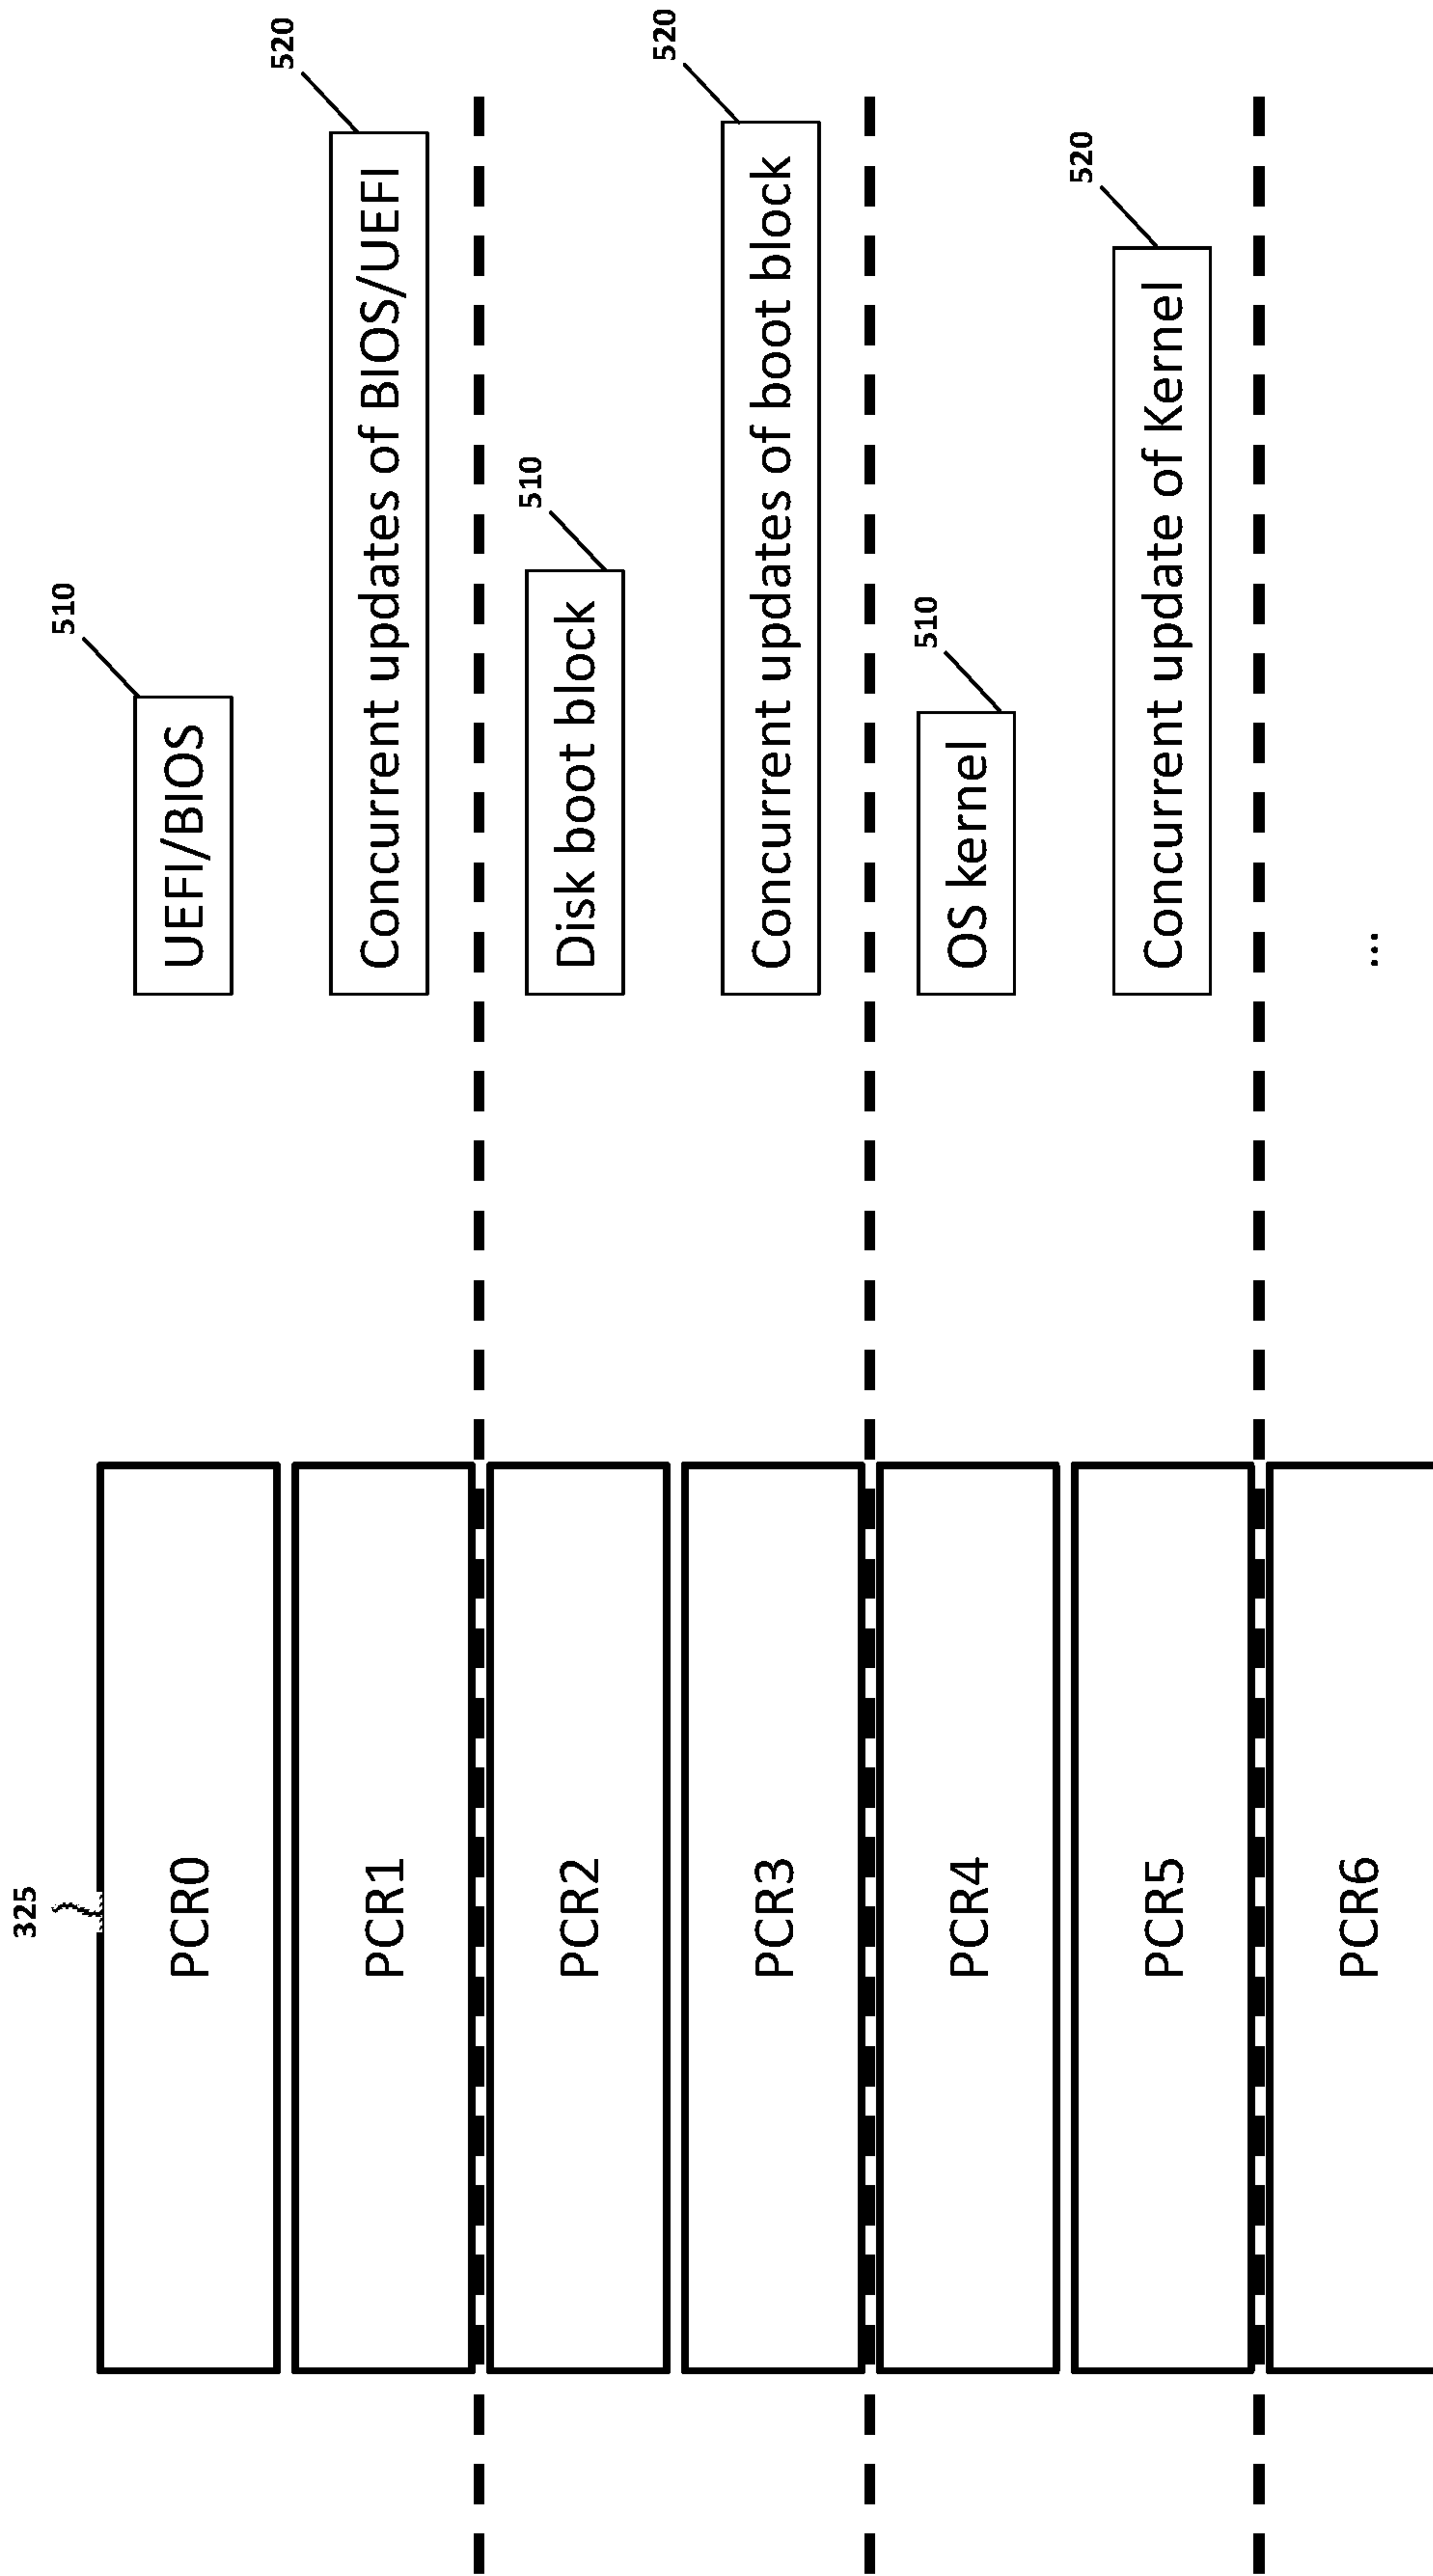 325
PCR0
510
UEFI/BIOS
PCR1
520
Concurrent updates of BIOS/UEFI
PCR2
510
Disk boot block
PCR3
520
Concurrent updates of boot block
PCR4
510
OS kernel
PCR5
520
Concurrent update of Kernel
PCR6
...